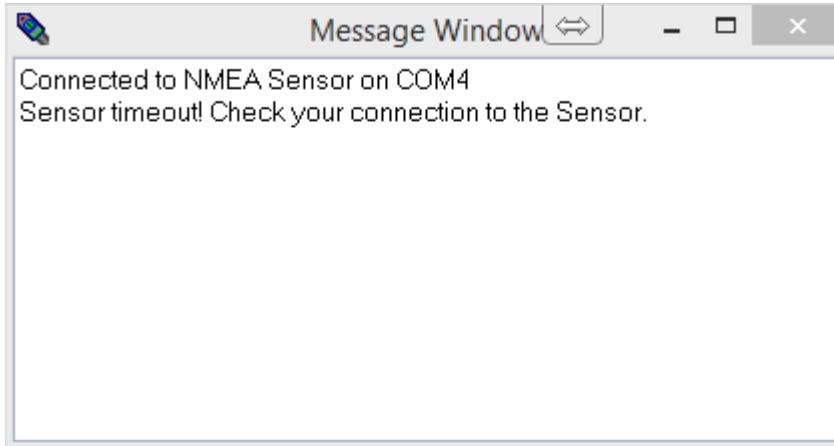 Message Window
Connected to NMEA Sensor on COM4
Sensor timeout! Check your connection to the Sensor.